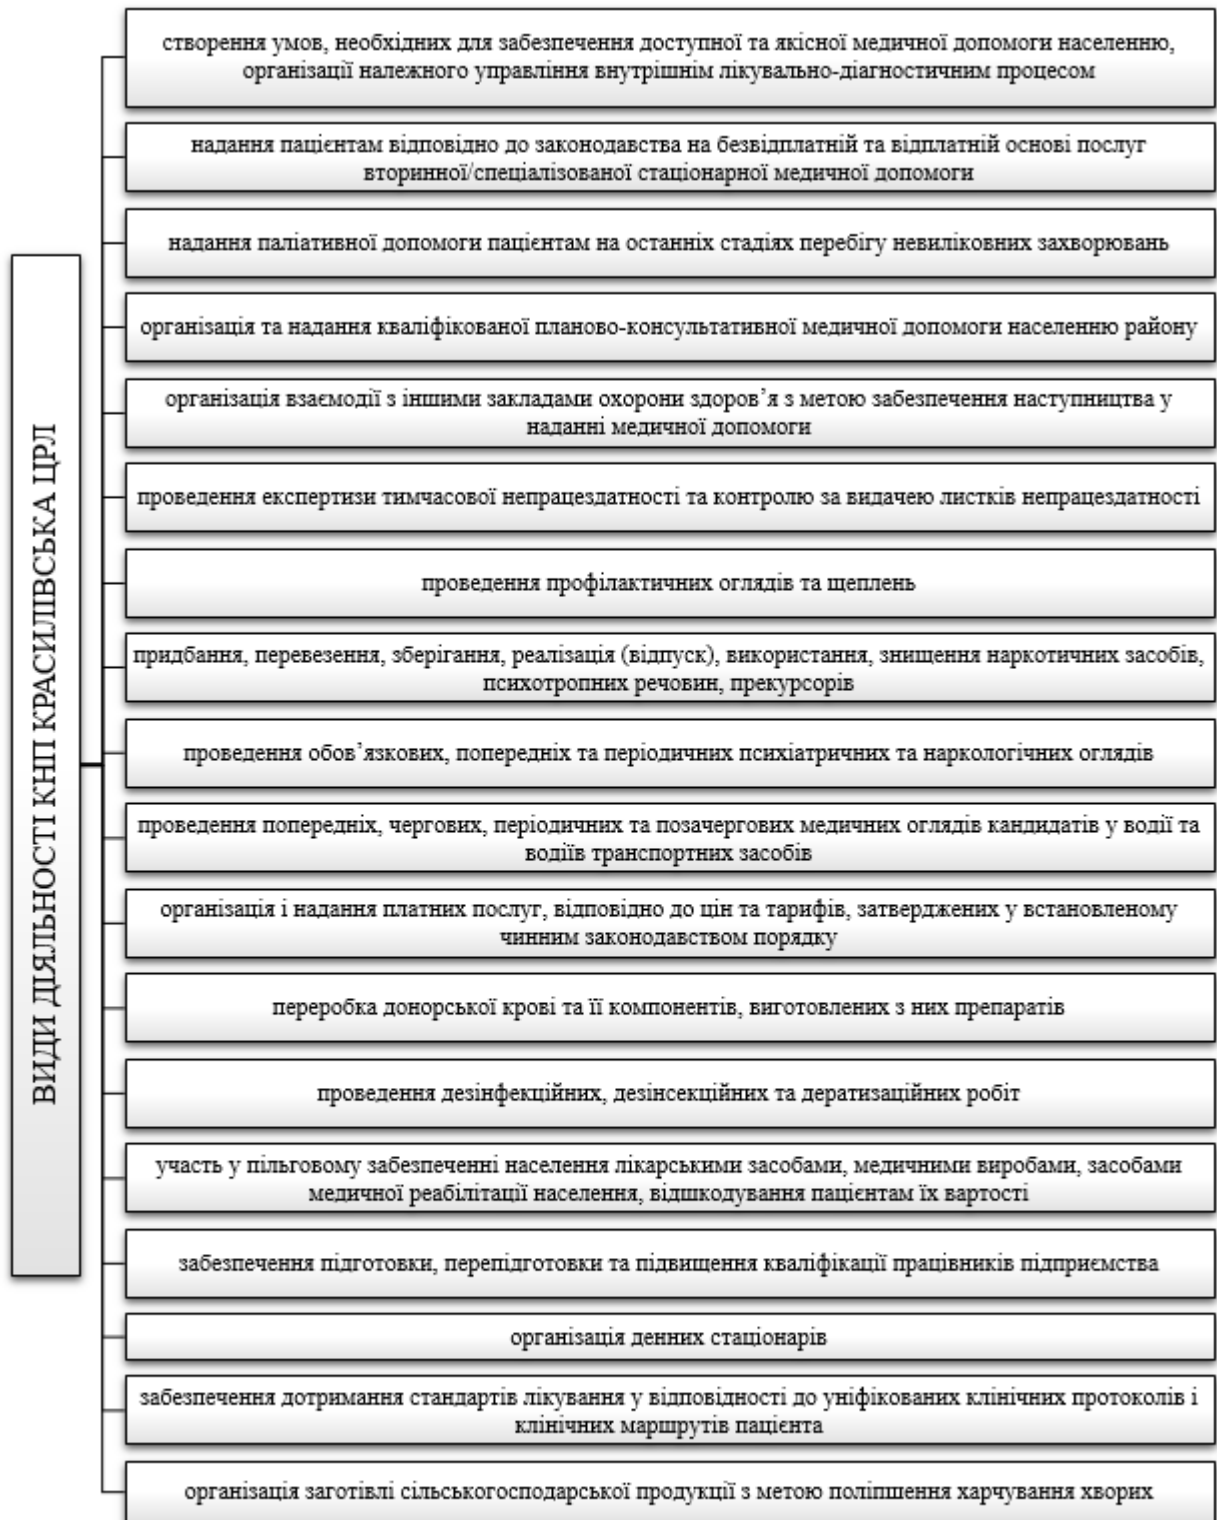 створення умов, необхідних для забезпечення доступної та якісної медичної допомоги населенню,
організації належного управління внутрішнім лікувально-діагностичним процесом
надання пацієнтам відповідно до законодавства на безвідплатній та відплатній основі послуг
вторинної/спеціалізованої стаціонарної медичної допомоги
надання паліативної допомоги пацієнтам на останніх стадіях перебігу невиліковних захворювань
організація та надання кваліфікованої планово-консультативної медичної допомоги населенню району
організація взаємодії з іншими закладами охорони здоров’я з метою забезпечення наступництва у
наданні медичної допомоги
проведення експертизи тимчасової непрацездатності та контролю за видачею листків непрацездатності
проведення профілактичних оглядів та щеплень
придбання, перевезення, зберігання, реалізація (відпуск), використання, знищення наркотичних засобів,
психотропних речовин, прекурсорів
проведення обов’язкових, попередніх та періодичних психіатричних та наркологічних оглядів
проведення попередніх, чергових, періодичних та позачергових медичних оглядів кандидатів у водії та
водіїв транспортних засобів
організація і надання платних послуг, відповідно до цін та тарифів, затверджених у встановленому
чинним законодавством порядку
переробка донорської крові та її компонентів, виготовлених з них препаратів
проведення дезінфекційних, дезінсекційних та дератизаційних робіт
участь у пільговому забезпеченні населення лікарськими засобами, медичними виробами, засобами
медичної реабілітації населення, відшкодування пацієнтам їх вартості
забезпечення підготовки, перепідготовки та підвищення кваліфікації працівників підприємства
організація денних стаціонарів
забезпечення дотримання стандартів лікування у відповідності до уніфікованих клінічних протоколів і
клінічних маршрутів пацієнта
організація заготівлі сільськогосподарської продукції з метою поліпшення харчування хворих
ВИДИ ДІЯЛЬНОСТІ КНП КРАСИЛІВСЬКА ЦРЛ